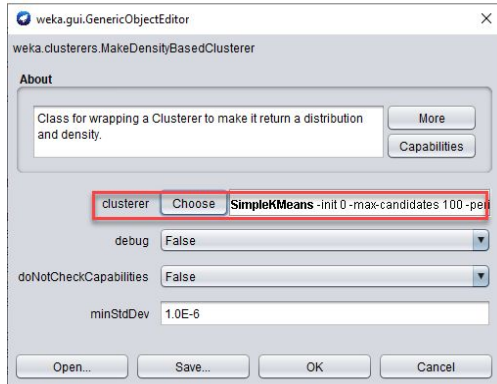 weka.gui.GenericObjectEditor
weka.clusterers.MakeDensityBasedClusterer
About
Class for wrapping a Clusterer to make it return a distribution
and density.
More
Capabilities
clusterer Choose SimpleKMeans -init 0 -max-candidates 100 -peri
debug False
doNotCheckCapabilities False
minStdDev 1.0E-6
Open... Save... OK Cancel